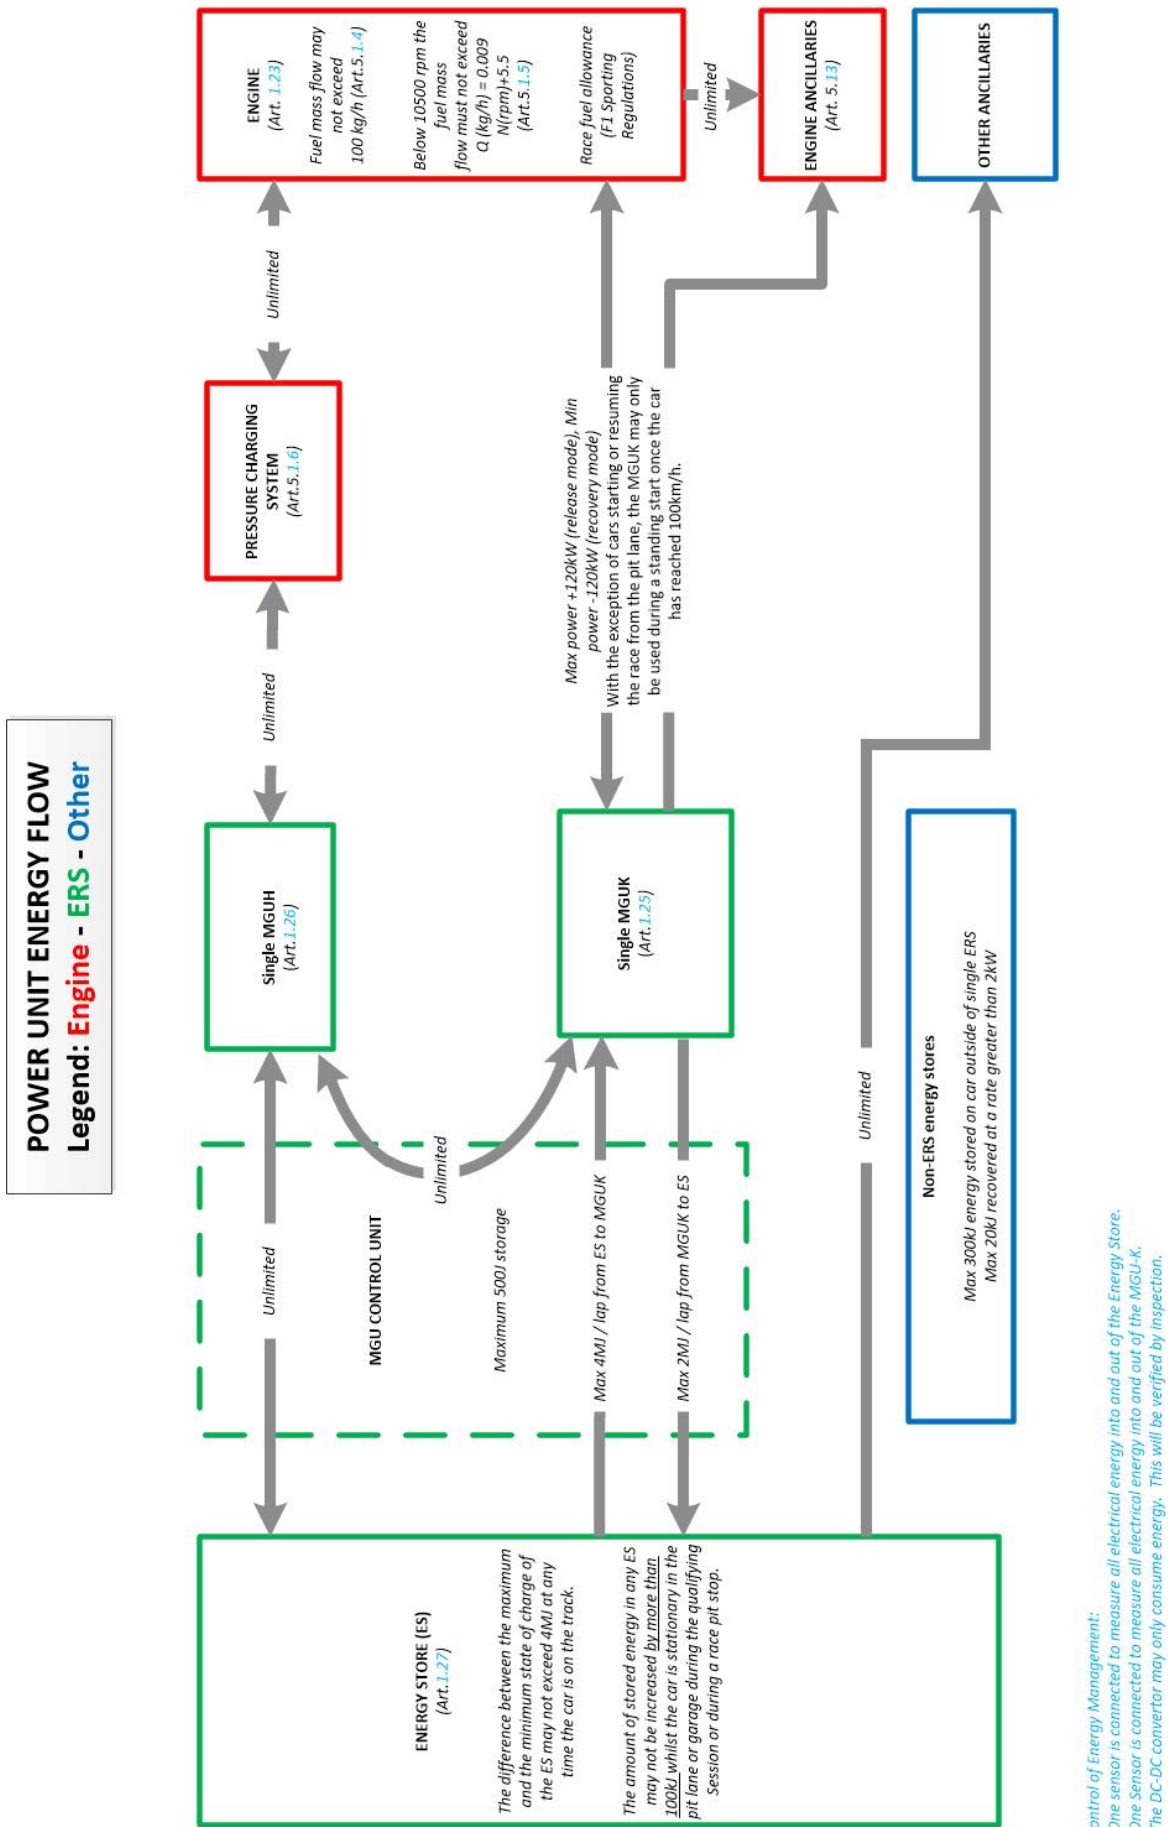 POWER UNIT ENERGY FLOW
Legend: Engine - ERS - Other
ENERGY STORE (ES)
(Art.1.27)
The difference between the maximum
and the minimum state of charge of
the ES may not exceed 4MJ at any
time the car is on the track.
The amount of stored energy in any ES
may not be increased by more than
100kJ whilst the car is stationary in the
pit lane or garage during the qualifying
Session or during a race pit stop.
Unlimited
MGU CONTROL UNIT
Unlimited
Maximum 500J storage
Max 4MJ / lap from ES to MGUK
Max 2MJ / lap from MGUK to ES
Single MGUH
(Art.1.26)
Single MGUK
(Art.1.25)
Unlimited
PRESSURE CHARGING
SYSTEM
(Art.5.1.6)
Unlimited
Max power +120kW (release mode), Min
power -120kW (recovery mode)
With the exception of cars starting or resuming
the race from the pit lane, the MGUK may only
be used during a standing start once the car
has reached 100km/h.
ENGINE
(Art. 1.23)
Fuel mass flow may
not exceed
100 kg/h (Art.5.1.4)
Below 10500 rpm the
fuel mass
flow must not exceed
Q (kg/h) = 0.009
N(rpm)+5.5
(Art.5.1.5)
Race fuel allowance
(F1 Sporting
Regulations)
Unlimited
ENGINE ANCILLARIES
(Art. 5.13)
OTHER ANCILLARIES
Unlimited
Non-ERS energy stores
Max 300kJ energy stored on car outside of single ERS
Max 20kJ recovered at a rate greater than 2kW
ontrol of Energy Management:
One sensor is connected to measure all electrical energy into and out of the Energy Store.
One Sensor is connected to measure all electrical energy into and out of the MGU-K.
The DC-DC convertor may only consume energy. This will be verified by inspection.